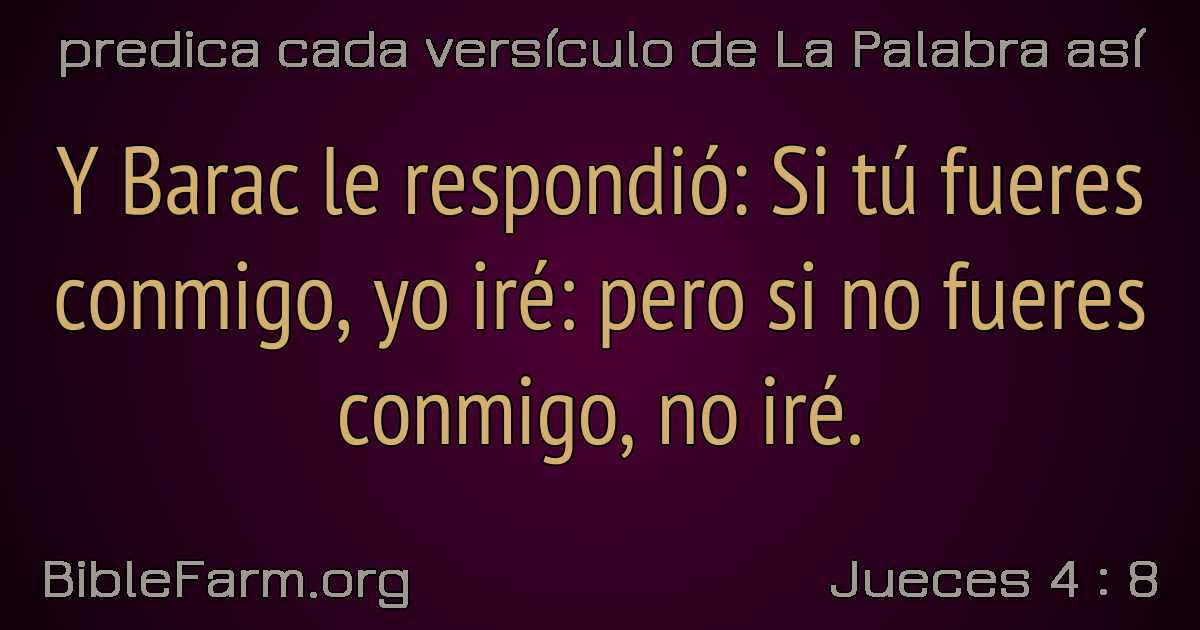 predica cada versículo de La Palabra así
Y Barac le respondió: Si tú fueres
conmigo, yo iré: pero si no fueres
conmigo, no iré.
BibleFarm.org
Jueces 4 : 8